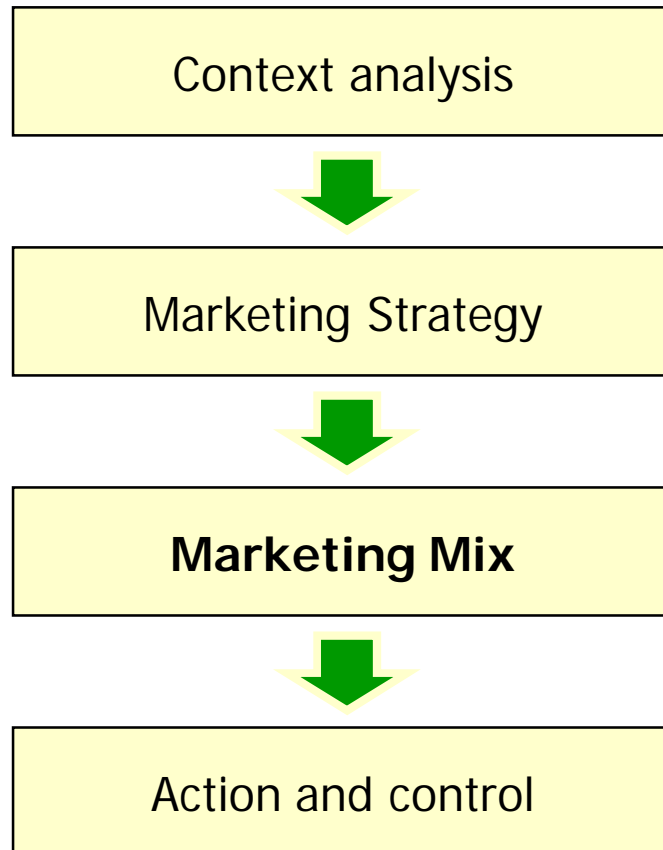 Context analysis
Marketing Strategy
Marketing Mix
Action and control